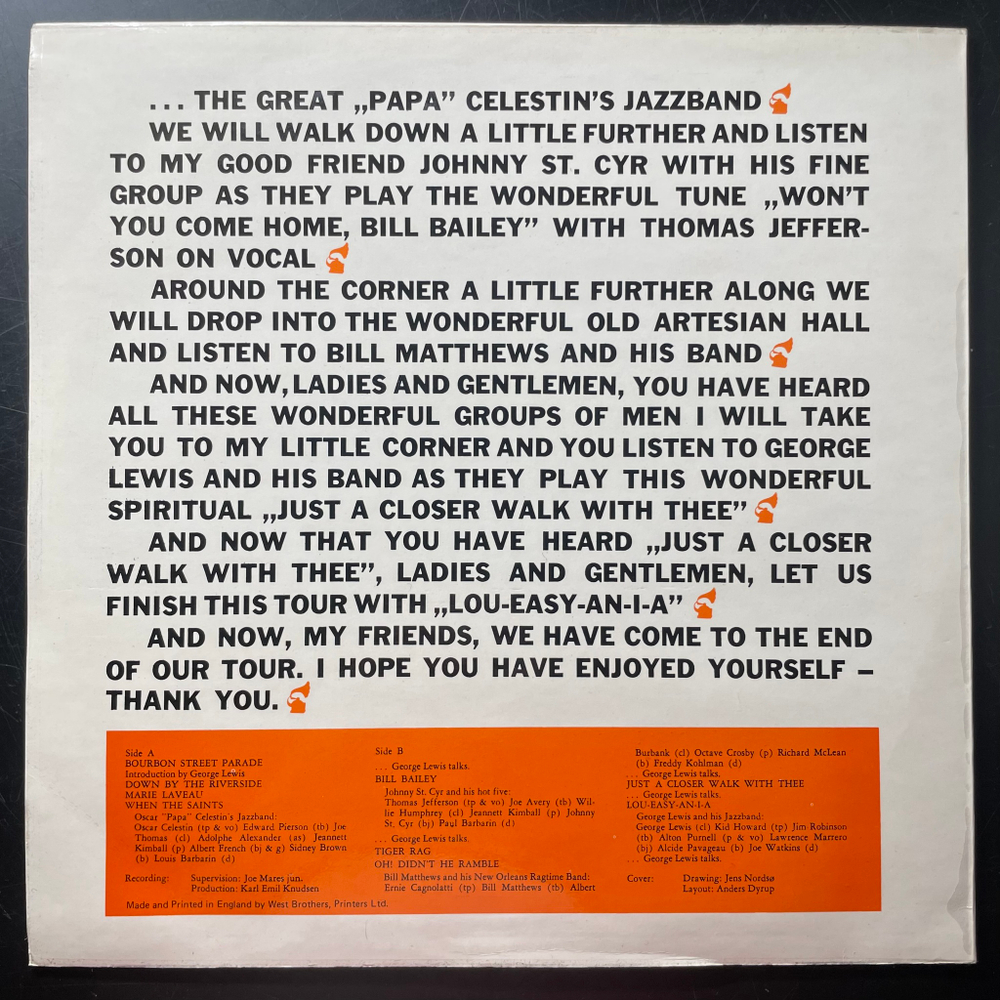 ... THE GREAT „PAPA” CELESTIN'S JAZZBAND
WE WILL WALK DOWN A LITTLE FURTHER AND LISTEN
TO MY GOOD FRIEND JOHNNY ST. CYR WITH HIS FINE
GROUP AS THEY PLAY THE WONDERFUL TUNE „WON'T
YOU COME HOME, BILL BAILEY” WITH THOMAS JEFFER-
SON ON VOCAL
AROUND THE CORNER A LITTLE FURTHER ALONG WE
WILL DROP INTO THE WONDERFUL OLD ARTESIAN HALL
AND LISTEN TO BILL MATTHEWS AND HIS BAND
AND NOW, LADIES AND GENTLEMEN, YOU HAVE HEARD
ALL THESE WONDERFUL GROUPS OF MEN I WILL TAKE
YOU TO MY LITTLE CORNER AND YOU LISTEN TO GEORGE
LEWIS AND HIS BAND AS THEY PLAY THIS WONDERFUL
SPIRITUAL „JUST A CLOSER WALK WITH THEE”
AND NOW THAT YOU HAVE HEARD „JUST A CLOSER
WALK WITH THEE”, LADIES AND GENTLEMEN, LET US
FINISH THIS TOUR WITH „LOU-EASY-AN-I-A”
AND NOW, MY FRIENDS, WE HAVE COME TO THE END
OF OUR TOUR. I HOPE YOU HAVE ENJOYED YOURSELF –
THANK YOU.
Side A
BOURBON STREET PARADE
Introduction by George Lewis
DOWN BY THE RIVERSIDE
MARIE LAVEAU
WHEN THE SAINTS
Oscar "Papa" Celestin's Jazzband:
Oscar Celestin (tp & vo) Edward Pierson (tb) Joe
Thomas (cl) Adolphe Alexander (as) Jeannett
Kimball (p) Albert French (bj & g) Sidney Brown
(b) Louis Barbarin (d)
Recording: Supervision: Joe Mares jun.
Production: Karl Emil Knudsen
Made and Printed in England by West Brothers, Printers Ltd.
Side B
... George Lewis talks.
BILL BAILEY
Johnny St. Cyr and his hot five:
Thomas Jefferson (tp & vo) Joe Avery (tb) Wil-
lie Humphrey (cl) Jeannett Kimball (p) Johnny
St. Cyr (bj) Paul Barbarin (d)
... George Lewis talks.
TIGER RAG
OH! DIDN'T HE RAMBLE
Bill Matthews and his New Orleans Ragtime Band:
Ernie Cagnolatti (tp) Bill Matthews (tb) Albert
Burbank (cl) Octave Crosby (p) Richard McLean
(b) Freddy Kohlman (d)
... George Lewis talks.
JUST A CLOSER WALK WITH THEE
... George Lewis talks.
LOU-EASY-AN-I-A
George Lewis and his Jazzband:
George Lewis (cl) Kid Howard (tp) Jim Robinson
(tb) Alton Purnell (p & vo) Lawrence Marrero
(bj) Alcide Pavageau (b) Joe Watkins (d)
... George Lewis talks.
Cover: Drawing: Jens Nordsø
Layout: Anders Dyrup